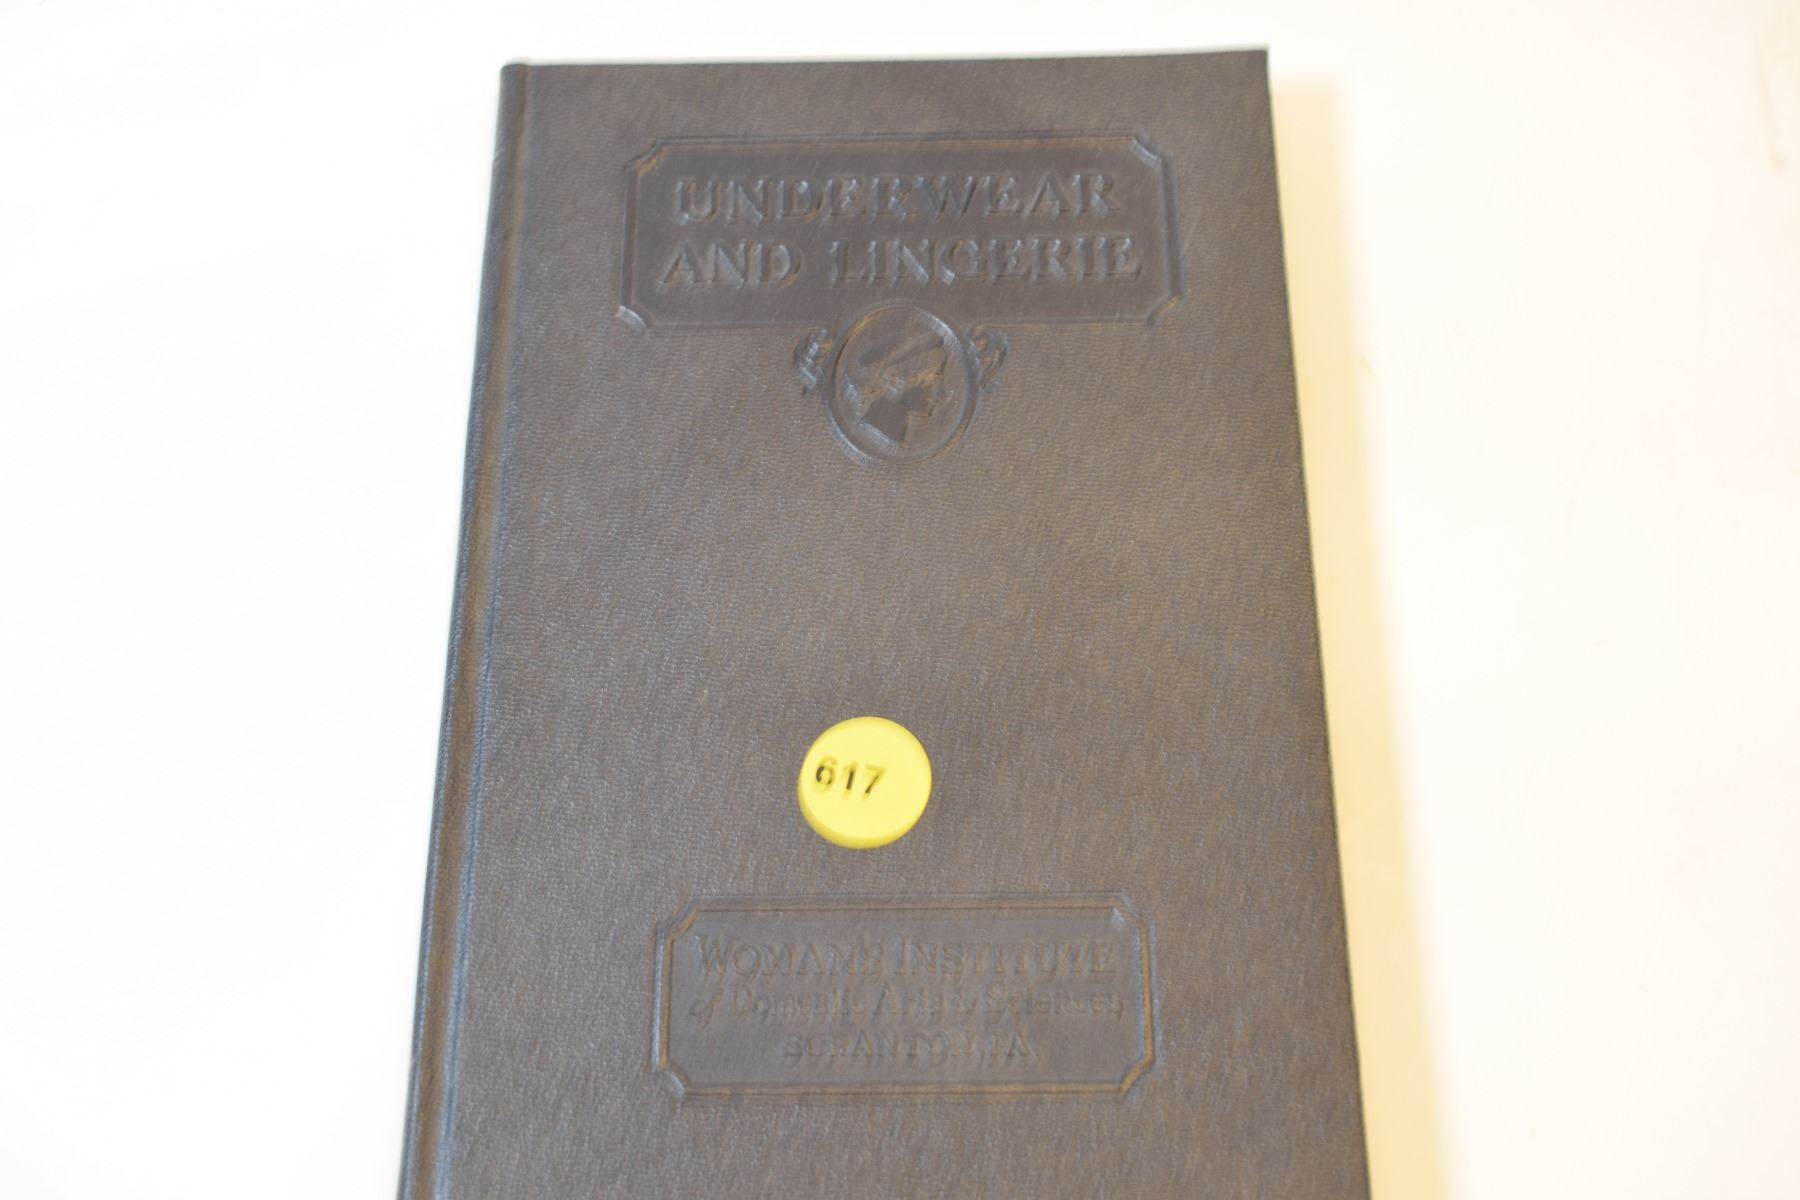 UNDERWEAR
AND LINGERIE
617
WOMAN'S INSTITUTE
of Domestic Arts & Sciences
SCRANTON, PA.